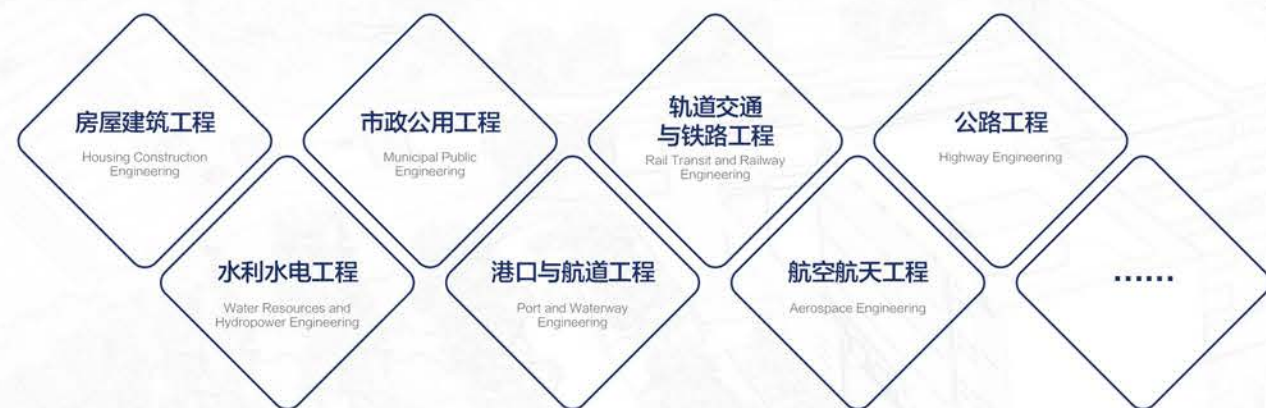 房屋建筑工程
Housing Construction
Engineering
市政公用工程
Municipal Public
Engineering
轨道交通
与铁路工程
Rail Transit and Railway
Engineering
公路工程
Highway Engineering
水利水电工程
Water Resources and
Hydropower Engineering
港口与航道工程
Port and Waterway
Engineering
航空航天工程
Aerospace Engineering
......